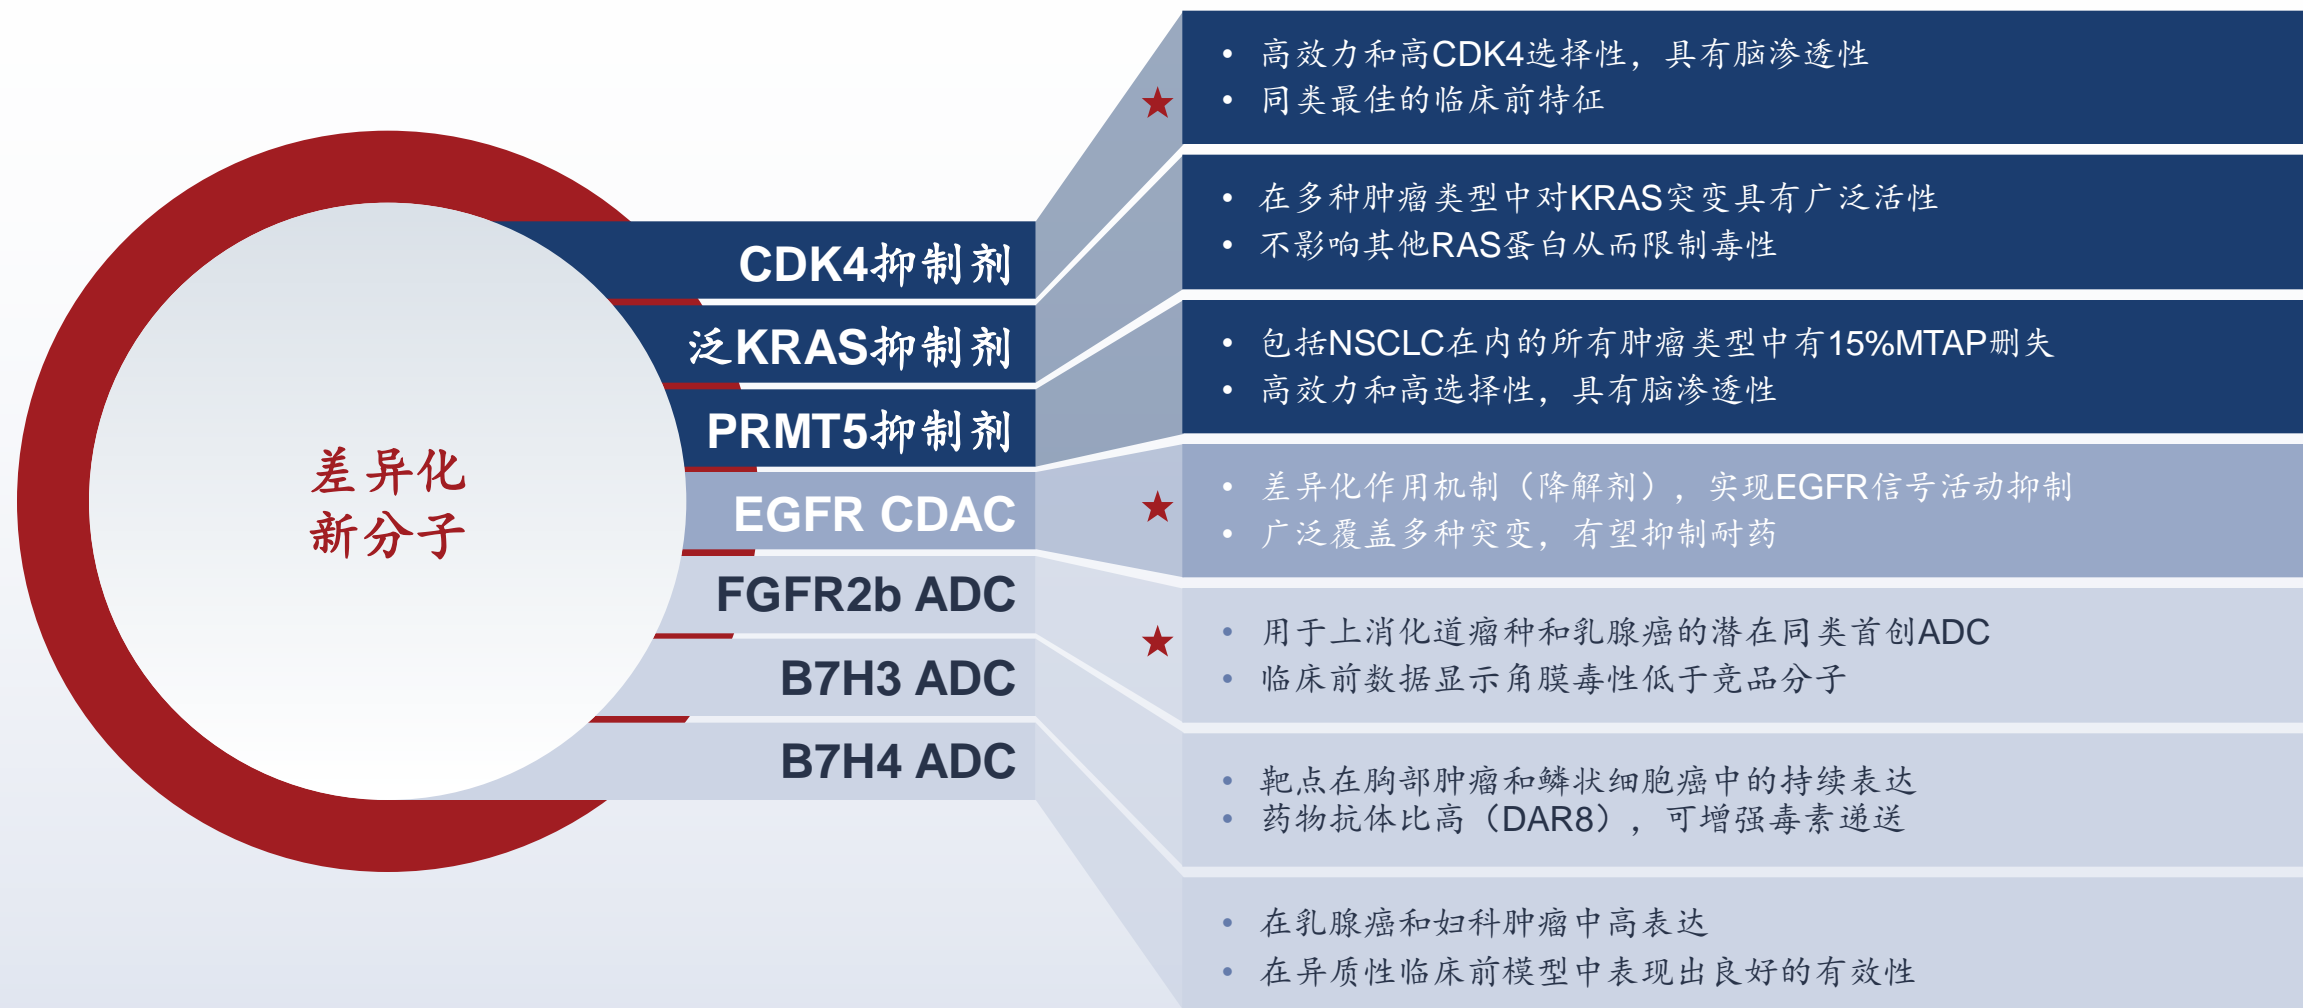 差异化
新分子
CDK4抑制剂
• 高效力和高CDK4选择性，具有脑渗透性
• 同类最佳的临床前特征
泛KRAS抑制剂
• 在多种肿瘤类型中对KRAS突变具有广泛活性
• 不影响其他RAS蛋白从而限制毒性
PRMT5抑制剂
• 包括NSCLC在内的所有肿瘤类型中有15%MTAP删失
• 高效力和高选择性，具有脑渗透性
EGFR CDAC
• 差异化作用机制（降解剂），实现EGFR信号活动抑制
• 广泛覆盖多种突变，有望抑制耐药
FGFR2b ADC
• 用于上消化道瘤种和乳腺癌的潜在同类首创ADC
• 临床前数据显示角膜毒性低于竞品分子
B7H3 ADC
• 靶点在胸部肿瘤和鳞状细胞癌中的持续表达
• 药物抗体比高（DAR8），可增强毒素递送
B7H4 ADC
• 在乳腺癌和妇科肿瘤中高表达
• 在异质性临床前模型中表现出良好的有效性